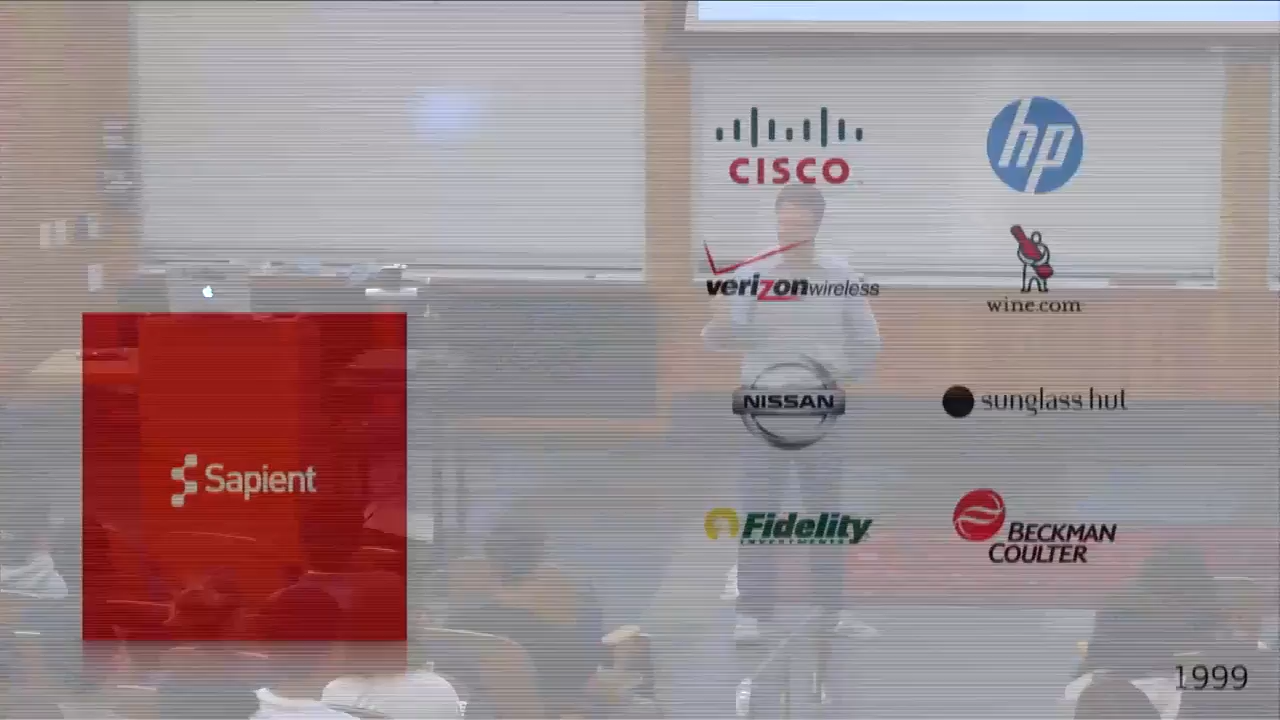 CISCO
hp
verizonwireless
wine.com
NISSAN
sunglass hut
Sapient
Fidelity
INVESTMENTS
BECKMAN
COULTER
1999